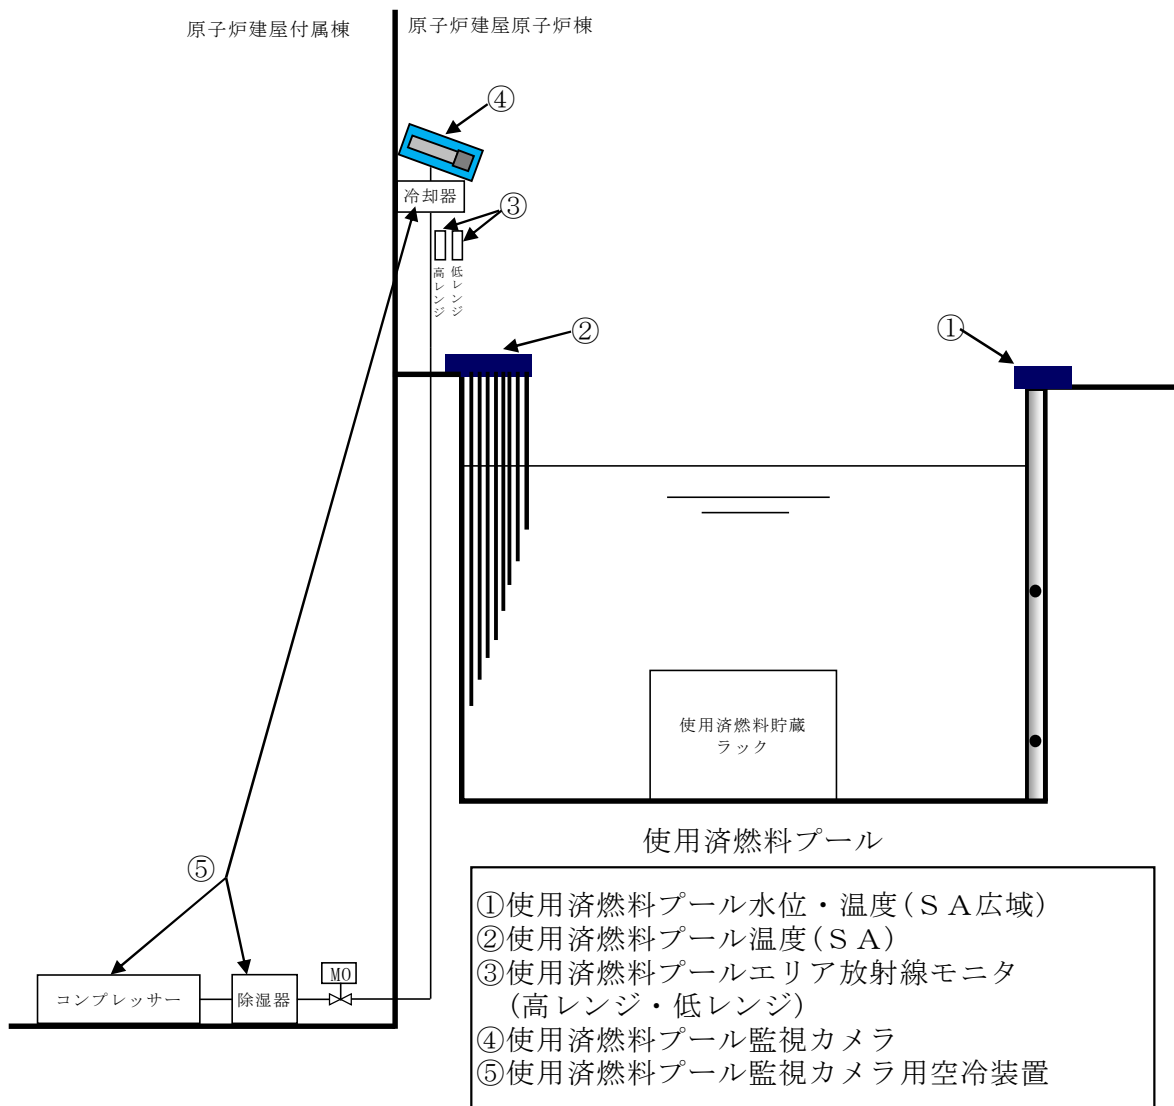 原子炉建屋付属棟
原子炉建屋原子炉棟
④
冷却器
③
高レンジ
低レンジ
②
①
使用済燃料貯蔵
ラック
使用済燃料プール
⑤
コンプレッサー
除湿器
MO
①使用済燃料プール水位・温度(ＳＡ広域)
②使用済燃料プール温度(ＳＡ)
③使用済燃料プールエリア放射線モニタ
(高レンジ・低レンジ)
④使用済燃料プール監視カメラ
⑤使用済燃料プール監視カメラ用空冷装置